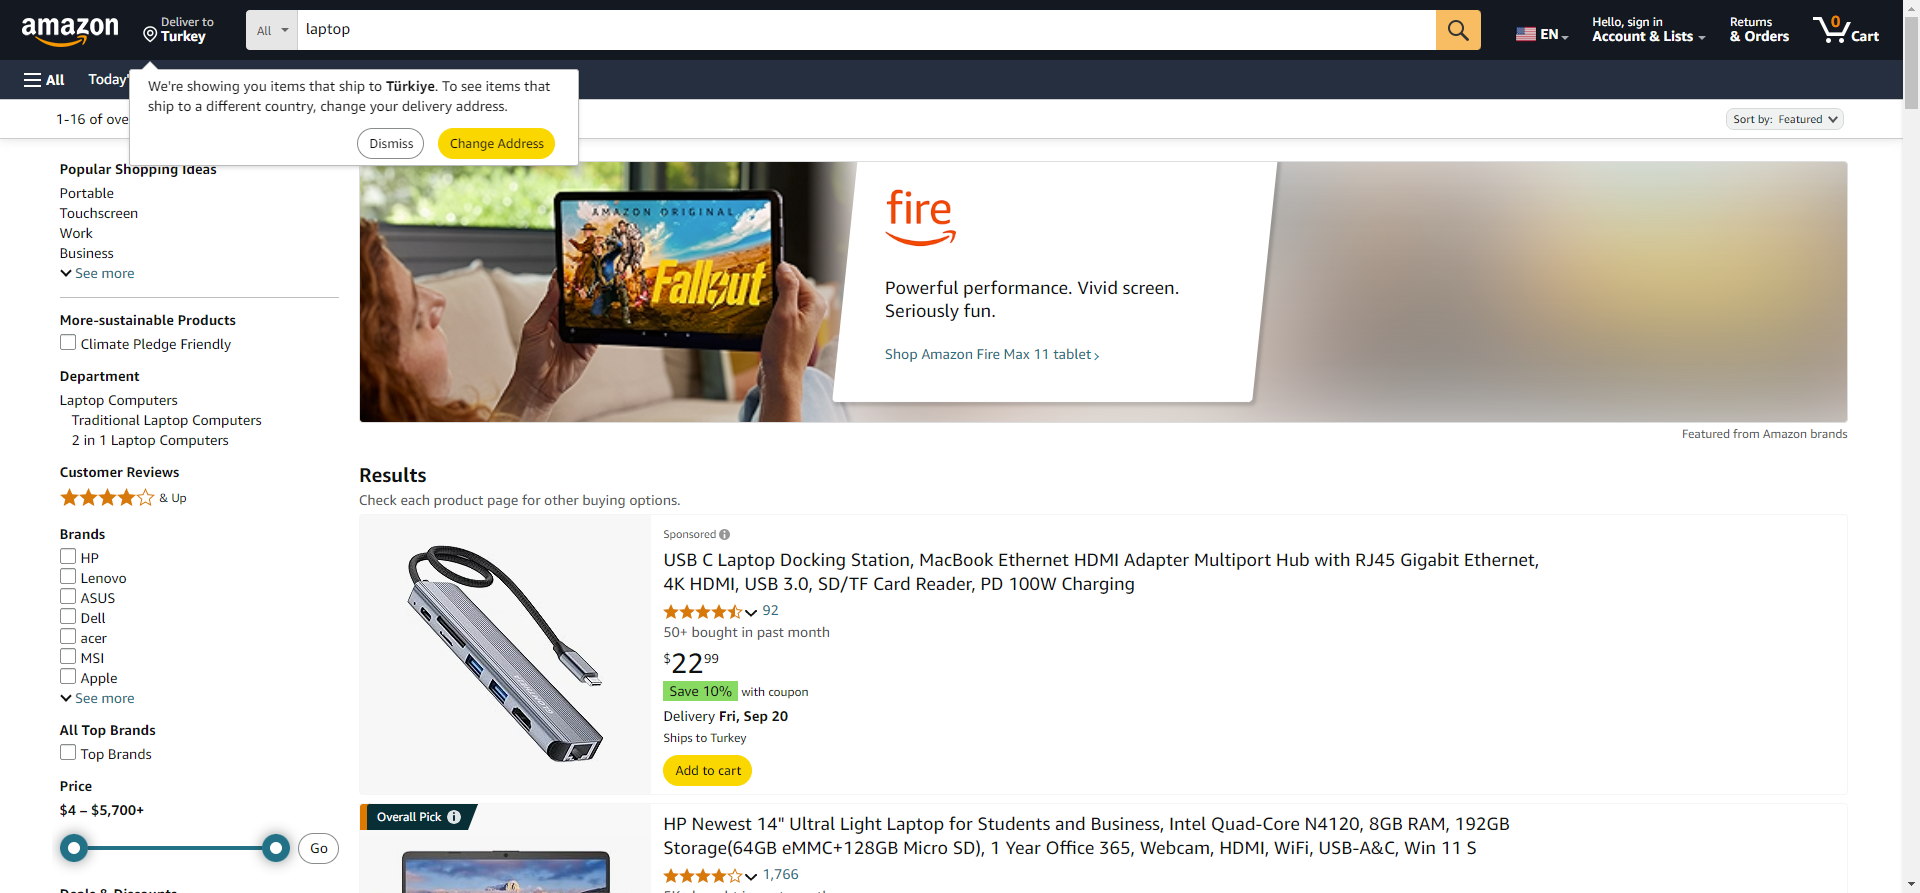 amazon
Deliver to
Turkey
All
laptop
EN
Hello, sign in
Account & Lists
Returns
& Orders
0
Cart
All
Today'
We're showing you items that ship to Türkiye. To see items that
ship to a different country, change your delivery address.
Dismiss
Change Address
1-16 of ove
Sort by: Featured
Popular Shopping Ideas
Portable
Touchscreen
Work
Business
See more
More-sustainable Products
Climate Pledge Friendly
Department
Laptop Computers
Traditional Laptop Computers
2 in 1 Laptop Computers
Customer Reviews
& Up
Brands
HP
Lenovo
ASUS
Dell
acer
MSI
Apple
See more
All Top Brands
Top Brands
Price
$4 – $5,700+
Go
Deals & Discounts
AMAZON ORIGINAL
Fallout
fire
Powerful performance. Vivid screen.
Seriously fun.
Shop Amazon Fire Max 11 tablet ›
Featured from Amazon brands
Results
Check each product page for other buying options.
Sponsored
USB C Laptop Docking Station, MacBook Ethernet HDMI Adapter Multiport Hub with RJ45 Gigabit Ethernet,
4K HDMI, USB 3.0, SD/TF Card Reader, PD 100W Charging
92
50+ bought in past month
$22 99
Save 10% with coupon
Delivery Fri, Sep 20
Ships to Turkey
Add to cart
Overall Pick
HP Newest 14" Ultral Light Laptop for Students and Business, Intel Quad-Core N4120, 8GB RAM, 192GB
Storage(64GB eMMC+128GB Micro SD), 1 Year Office 365, Webcam, HDMI, WiFi, USB-A&C, Win 11 S
1,766